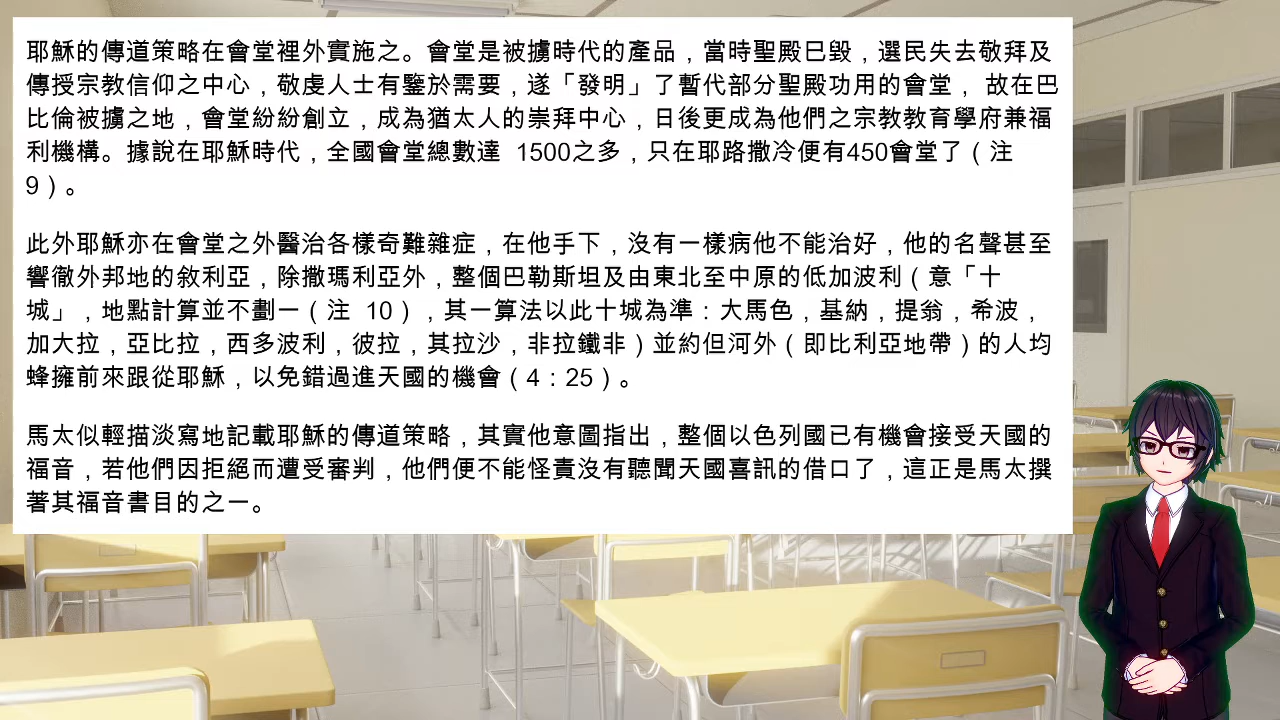 耶穌的傳道策略在會堂裡外實施之。會堂是被擄時代的產品，當時聖殿巳毀，選民失去敬拜及
傳授宗教信仰之中心，敬虔人士有鑒於需要，遂「發明」了暫代部分聖殿功用的會堂， 故在巴
比倫被擄之地，會堂紛紛創立，成為猶太人的崇拜中心，日後更成為他們之宗教教育學府兼福
利機構。據說在耶穌時代，全國會堂總數達 1500之多，只在耶路撒冷便有450會堂了（注
9）。
此外耶穌亦在會堂之外醫治各樣奇難雜症，在他手下，沒有一樣病他不能治好，他的名聲甚至
響徹外邦地的敘利亞，除撒瑪利亞外，整個巴勒斯坦及由東北至中原的低加波利（意「十
城」，地點計算並不劃一（注 10），其一算法以此十城為準：大馬色，基納，提翁，希波，
加大拉，亞比拉，西多波利，彼拉，其拉沙，非拉鐵非）並約但河外（即比利亞地帶）的人均
蜂擁前來跟從耶穌，以免錯過進天國的機會（4：25）。
馬太似輕描淡寫地記載耶穌的傳道策略，其實他意圖指出，整個以色列國已有機會接受天國的
福音，若他們因拒絕而遭受審判，他們便不能怪責沒有聽聞天國喜訊的借口了，這正是馬太撰
著其福音書目的之一。